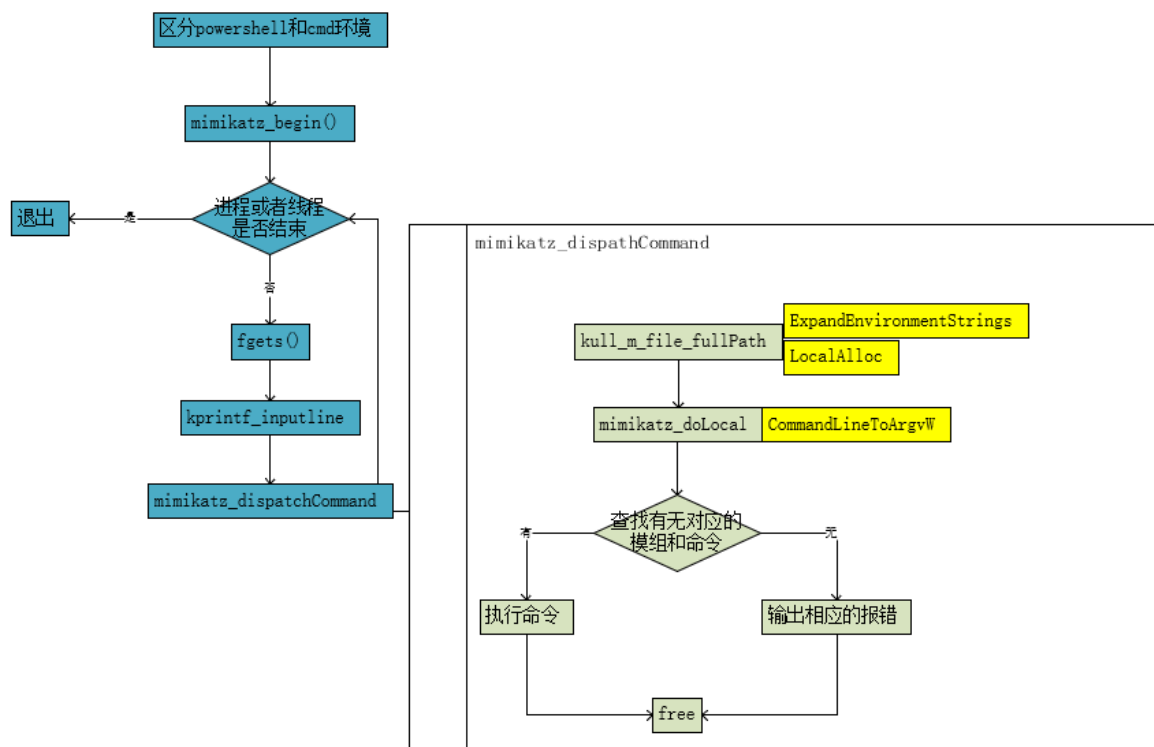 区分powershell和cmd环境
mimikatz_begin()
进程或者线程
是否结束
是
退出
否
fgets()
kprintf_inputline
mimikatz_dispatchCommand
mimikatz_dispathCommand
kull_m_file_fullPath
ExpandEnvironmentStrings
LocalAlloc
mimikatz_doLocal
CommandLineToArgvW
查找有无对应的
模组和命令
有
无
执行命令
输出相应的报错
free